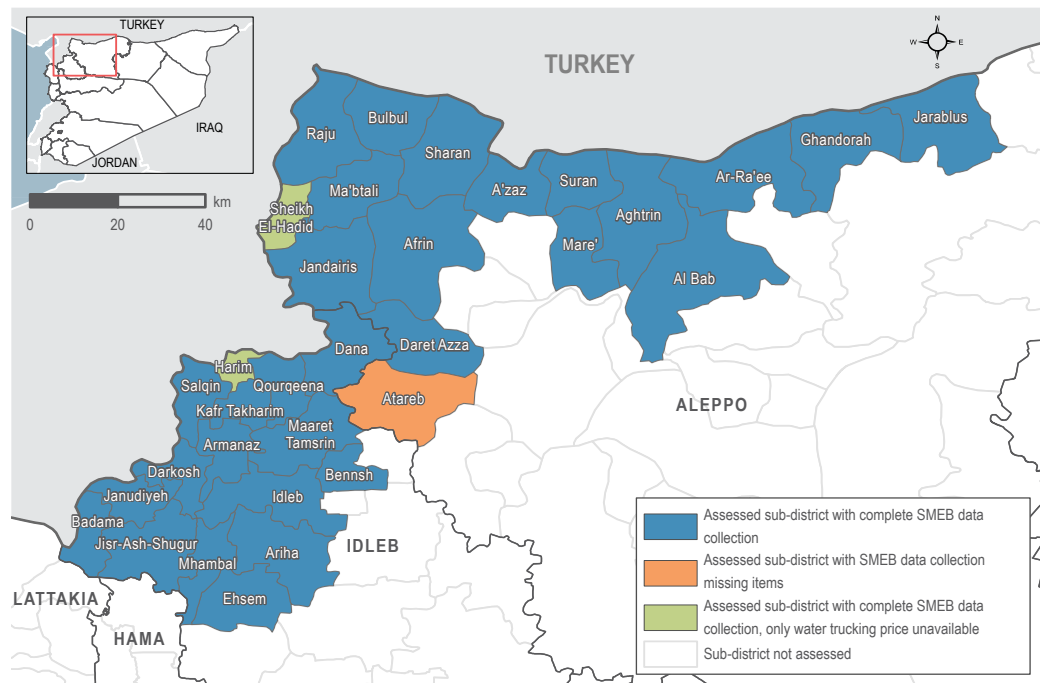 TURKEY
IRAQ
JORDAN
N
W
E
S
TURKEY
0
20
40
km
Raju
Bulbul
Sharan
Jarablus
Ghandorah
Ar-Ra'ee
Ma'btali
A'zaz
Suran
Sheikh
El-Hadid
Aghtrin
Afrin
Mare'
Jandairis
Al Bab
Dana
Daret Azza
Harim
Salqin
Qourqeena
Atareb
ALEPPO
Kafr Takharim
Maaret
Tamsrin
Armanaz
Darkosh
Bennsh
Janudiyeh
Idleb
Badama
Jisr-Ash-Shugur
IDLEB
Ariha
Mhambal
Ehsem
LATTAKIA
HAMA
Assessed sub-district with complete SMEB data
collection
Assessed sub-district with SMEB data collection
missing items
Assessed sub-district with complete SMEB data
collection, only water trucking price unavailable
Sub-district not assessed